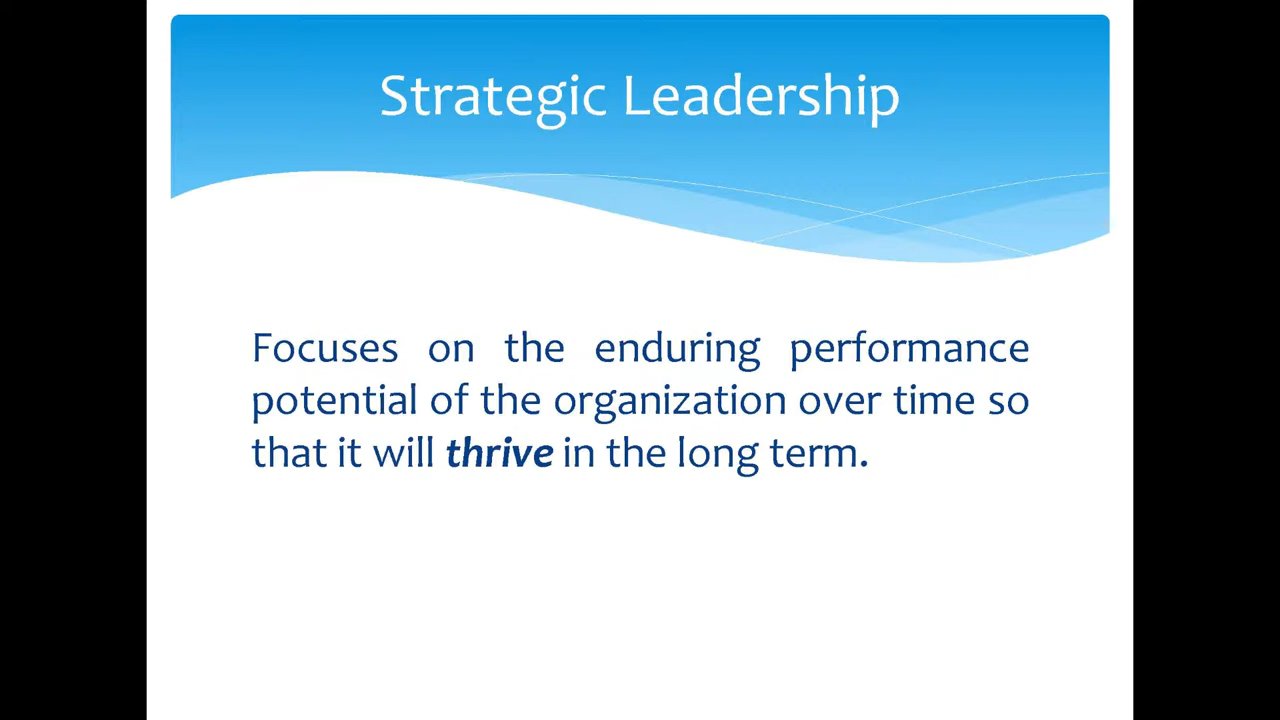 Strategic Leadership
Focuses on the enduring performance
potential of the organization over time so
that it will thrive in the long term.